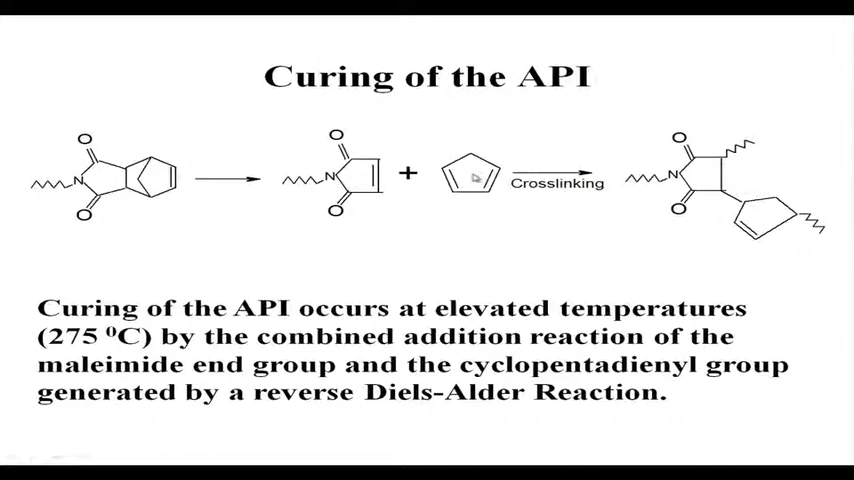 Curing of the API
O
N
O
O
N
O
+
Crosslinking
O
N
O
Curing of the API occurs at elevated temperatures
(275 ⁰C) by the combined addition reaction of the
maleimide end group and the cyclopentadienyl group
generated by a reverse Diels-Alder Reaction.